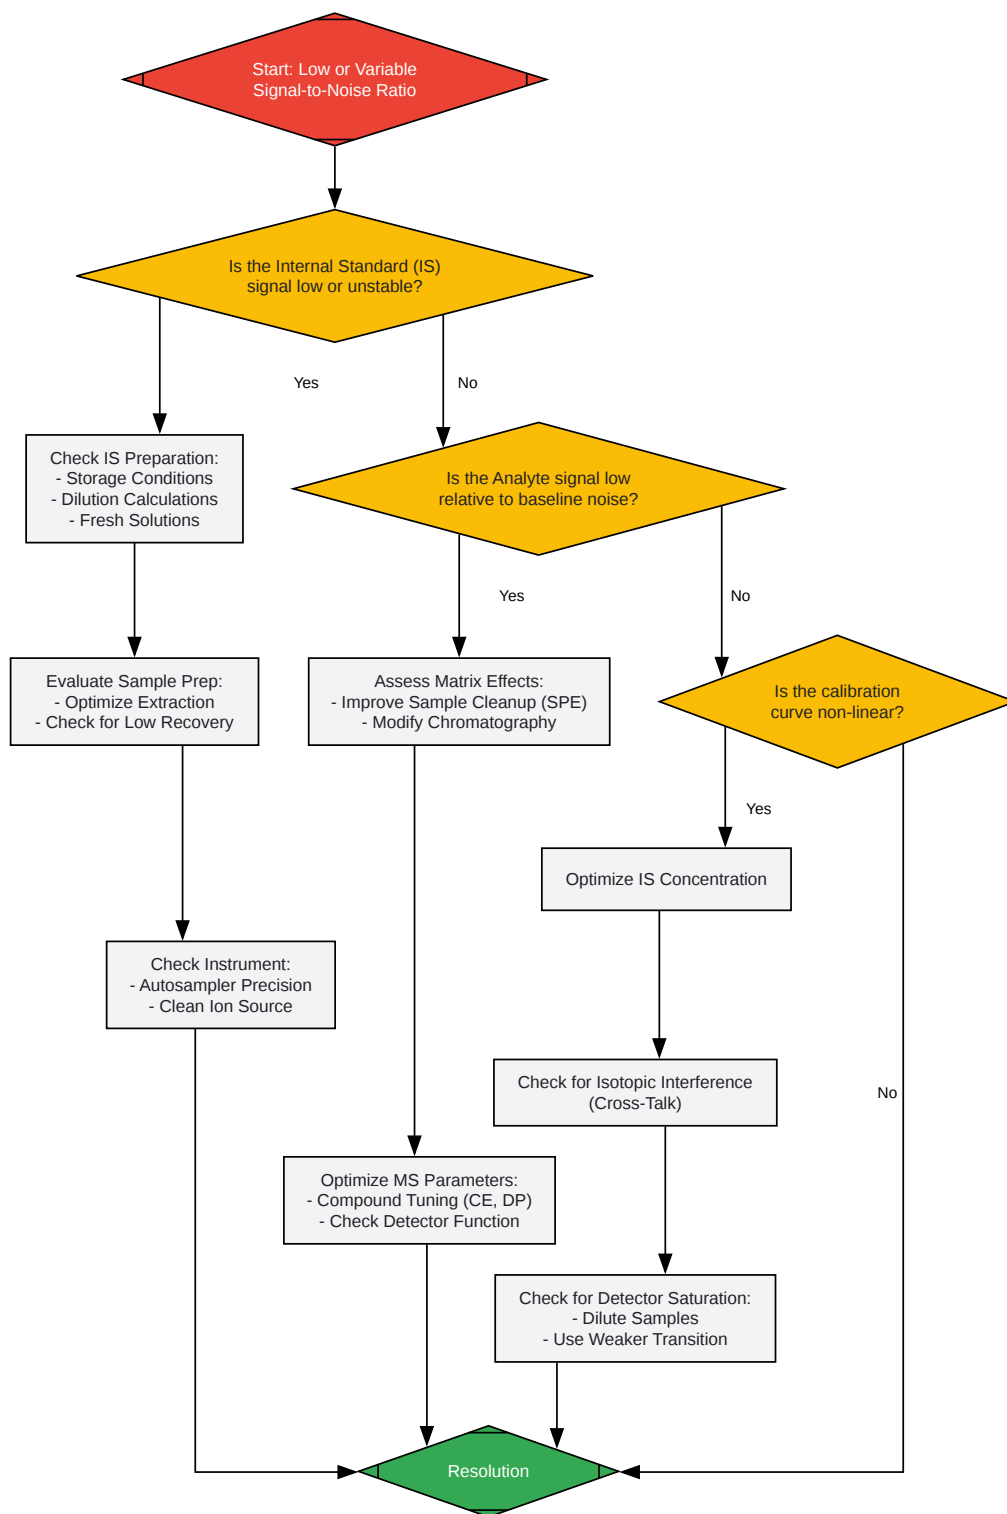 Start: Low or Variable
Signal-to-Noise Ratio
Is the Internal Standard (IS)
signal low or unstable?
Yes
No
Check IS Preparation:
- Storage Conditions
- Dilution Calculations
- Fresh Solutions
Is the Analyte signal low
relative to baseline noise?
Yes
No
Evaluate Sample Prep:
- Optimize Extraction
- Check for Low Recovery
Assess Matrix Effects:
- Improve Sample Cleanup (SPE)
- Modify Chromatography
Is the calibration
curve non-linear?
Yes
Optimize IS Concentration
Check Instrument:
- Autosampler Precision
- Clean Ion Source
Check for Isotopic Interference
(Cross-Talk)
No
Optimize MS Parameters:
- Compound Tuning (CE, DP)
- Check Detector Function
Check for Detector Saturation:
- Dilute Samples
- Use Weaker Transition
Resolution